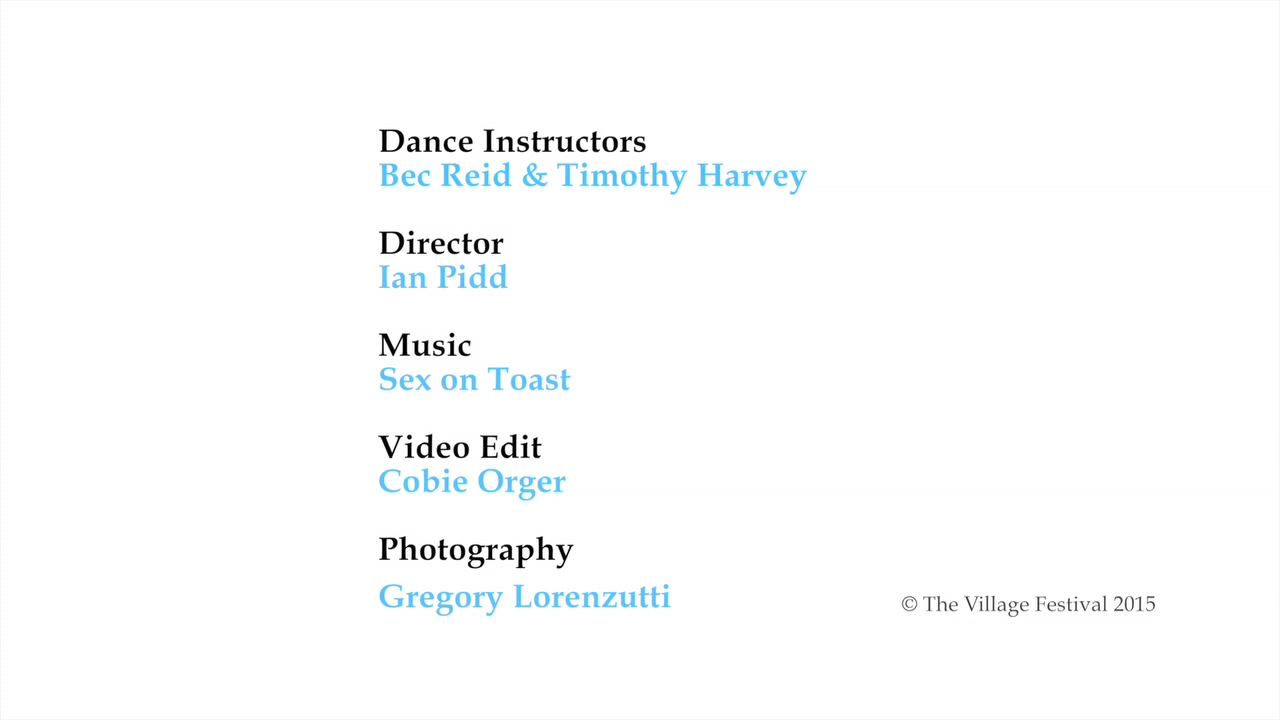 Dance Instructors
Bec Reid & Timothy Harvey
Director
Ian Pidd
Music
Sex on Toast
Video Edit
Cobie Orger
Photography
Gregory Lorenzutti
© The Village Festival 2015